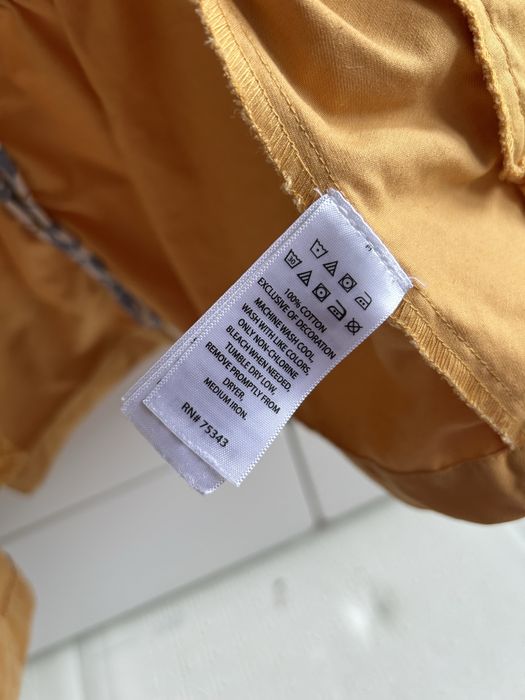 100% COTTON
EXCLUSIVE OF DECORATION
MACHINE WASH COOL.
WASH WITH LIKE COLORS,
ONLY NON-CHLORINE
BLEACH WHEN NEEDED,
TUMBLE DRY LOW.
REMOVE PROMPTLY FROM
DRYER,
MEDIUM IRON.
RN# 75343